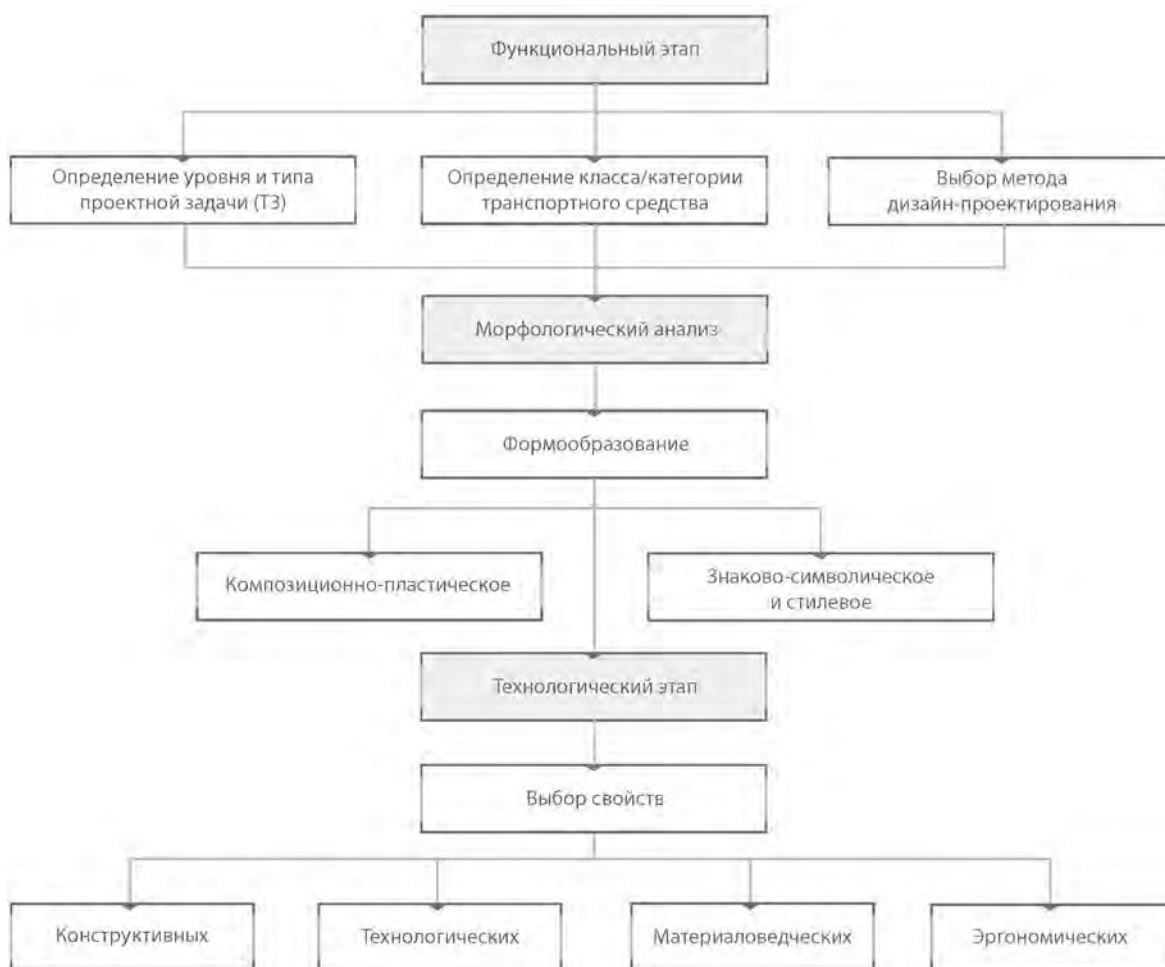 Функциональный этап
Определение уровня и типа
проектной задачи (ТЗ)
Определение класса/категории
транспортного средства
Выбор метода
дизайн-проектирования
Морфологический анализ
Формообразование
Композиционно-пластическое
Знаково-символическое
и стилевое
Технологический этап
Выбор свойств
Конструктивных
Технологических
Материаловедческих
Эргономических